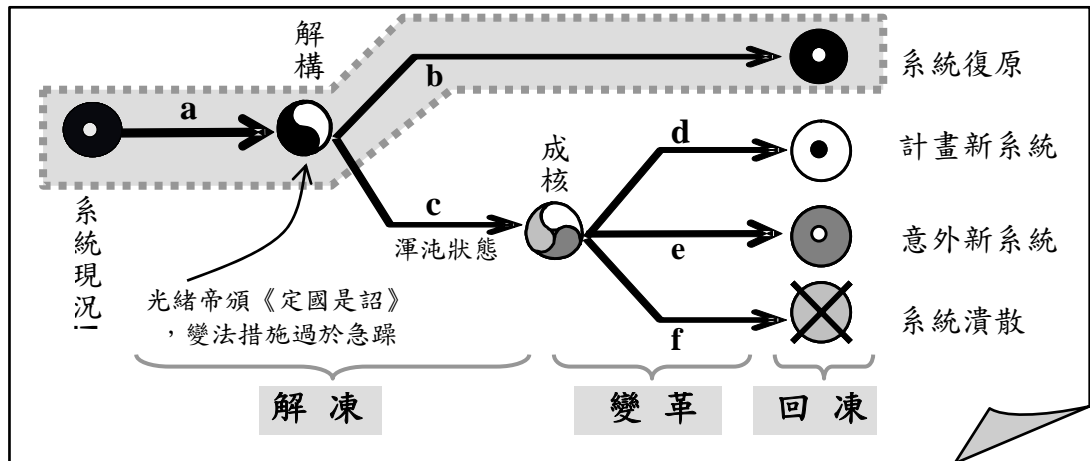 解構
a
b
系統復原
d
計畫新系統
成核
系統現況
c
渾沌狀態
e
意外新系統
光緒帝頒《定國是詔》
，變法措施過於急躁
f
系統潰散
解凍
變革
回凍